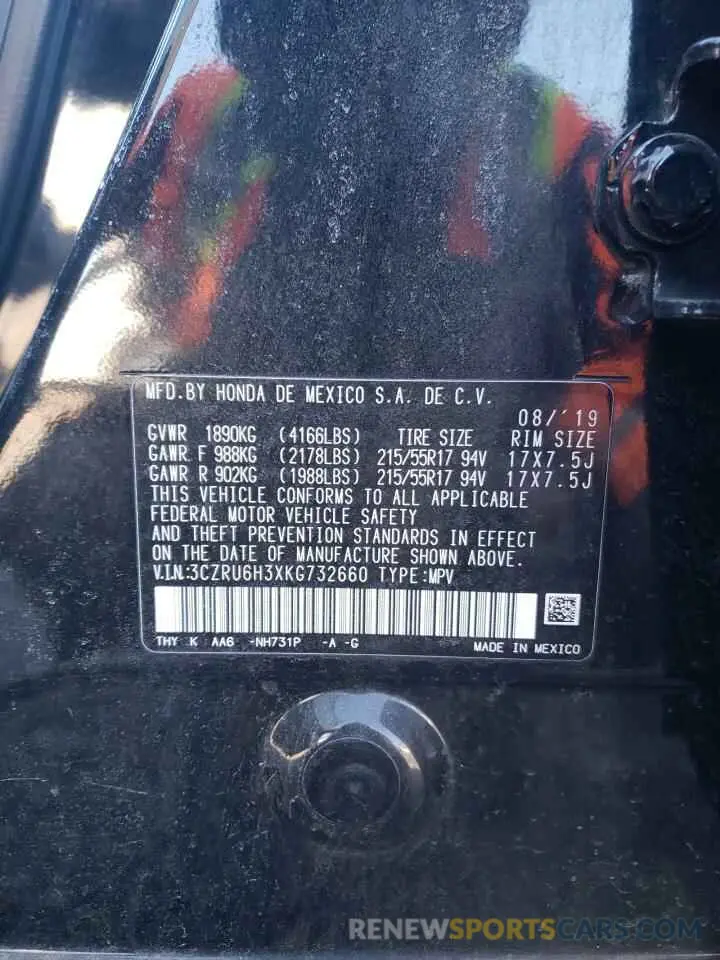 MFD.BY HONDA DE MEXICO S.A. DE C.V.
08/´19
GVWR 1890KG (4166LBS) TIRE SIZE RIM SIZE
GAWR F 988KG (2178LBS) 215/55R17 94V 17X7.5J
GAWR R 902KG (1988LBS) 215/55R17 94V 17X7.5J
THIS VEHICLE CONFORMS TO ALL APPLICABLE
FEDERAL MOTOR VEHICLE SAFETY
AND THEFT PREVENTION STANDARDS IN EFFECT
ON THE DATE OF MANUFACTURE SHOWN ABOVE.
V.I.N:3CZRU6H3XKG732660 TYPE:MPV
THY K AA6 -NH731P -A -G MADE IN MEXICO
RENEWSPORTSCARS.COM